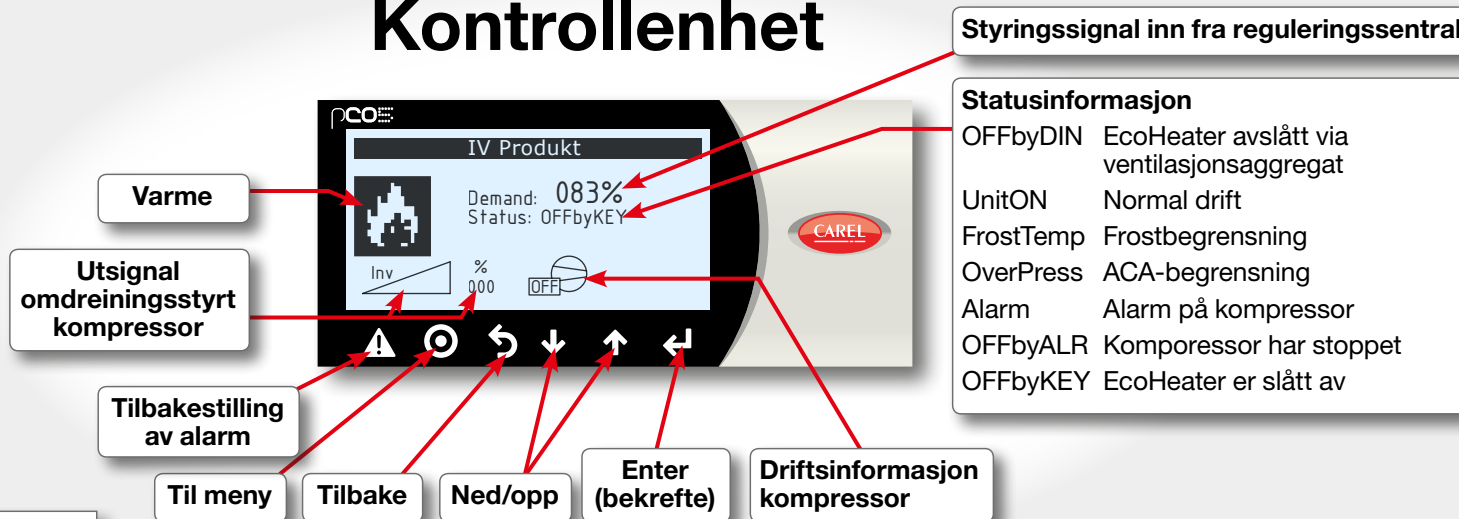 Kontrollenhet
Styringssignal inn fra reguleringssentral
Statusinformasjon
OFFbyDIN EcoHeater avslått via
ventilasjonsaggregat
UnitON Normal drift
FrostTemp Frostbegrensning
OverPress ACA-begrensning
Alarm Alarm på kompressor
OFFbyALR Komporessor har stoppet
OFFbyKEY EcoHeater er slått av
pCO5
IV Produkt
Demand: 083%
Status: OFFbyKEY
Inv
%
000
OFF
CAREL
Varme
Utsignal
omdreiningsstyrt
kompressor
Tilbakestilling
av alarm
Til meny
Tilbake
Ned/opp
Enter
(bekrefte)
Driftsinformasjon
kompressor